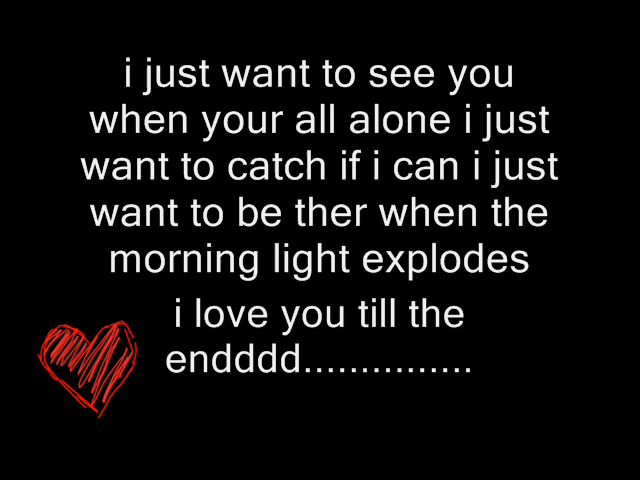 i just want to see you
when your all alone i just
want to catch if i can i just
want to be ther when the
morning light explodes
i love you till the
endddd...............